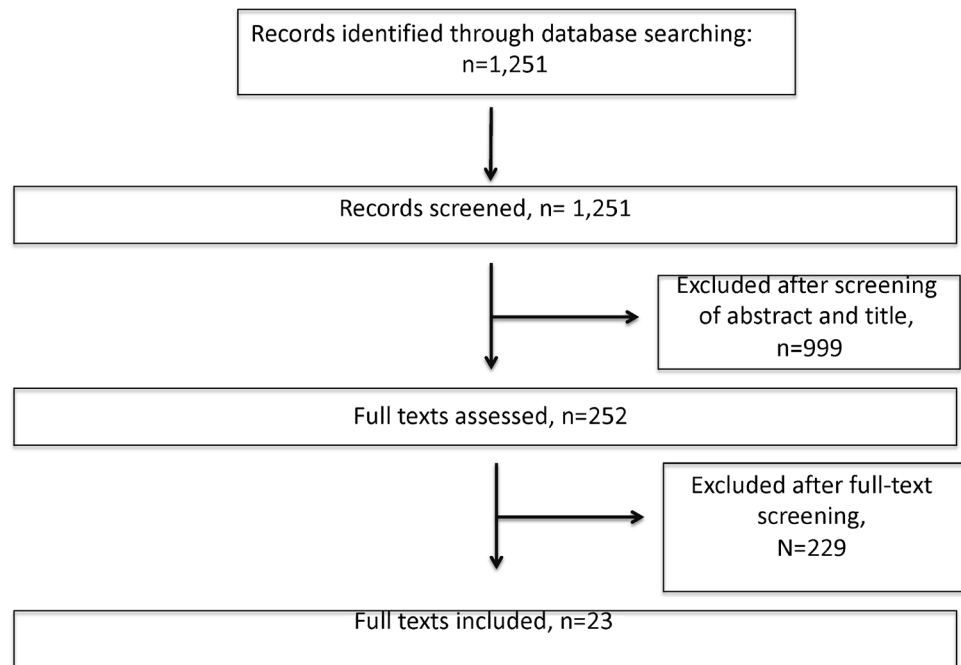 Records identified through database searching:
n=1,251
Records screened, n= 1,251
Excluded after screening
of abstract and title,
n=999
Full texts assessed, n=252
Excluded after full-text
screening,
N=229
Full texts included, n=23